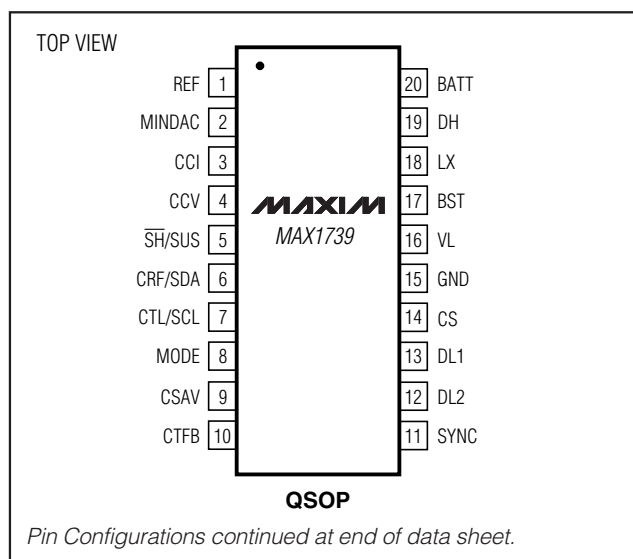 TOP VIEW
REF 1
MINDAC 2
CCI 3
CCV 4
S̅H̅/SUS 5
CRF/SDA 6
CTL/SCL 7
MODE 8
CSAV 9
CTFB 10
MAXIM
MAX1739
20 BATT
19 DH
18 LX
17 BST
16 VL
15 GND
14 CS
13 DL1
12 DL2
11 SYNC
QSOP
Pin Configurations continued at end of data sheet.